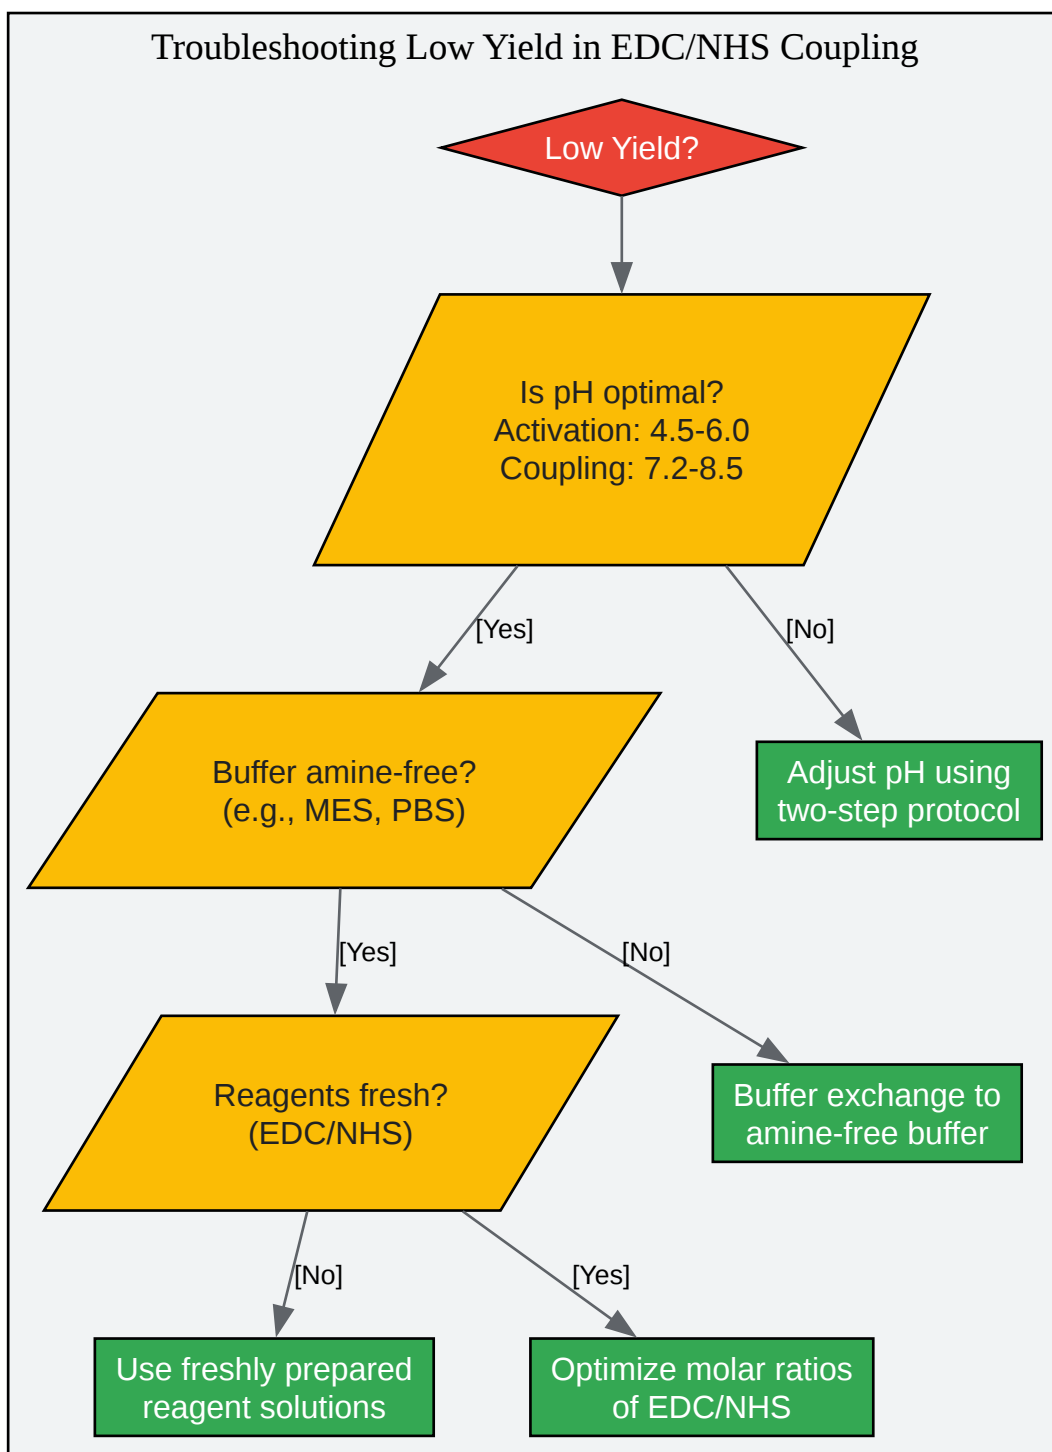 Troubleshooting Low Yield in EDC/NHS Coupling
Low Yield?
Is pH optimal?
Activation: 4.5-6.0
Coupling: 7.2-8.5
[Yes]
[No]
Buffer amine-free?
(e.g., MES, PBS)
Adjust pH using
two-step protocol
[Yes]
[No]
Reagents fresh?
(EDC/NHS)
Buffer exchange to
amine-free buffer
[No]
[Yes]
Use freshly prepared
reagent solutions
Optimize molar ratios
of EDC/NHS